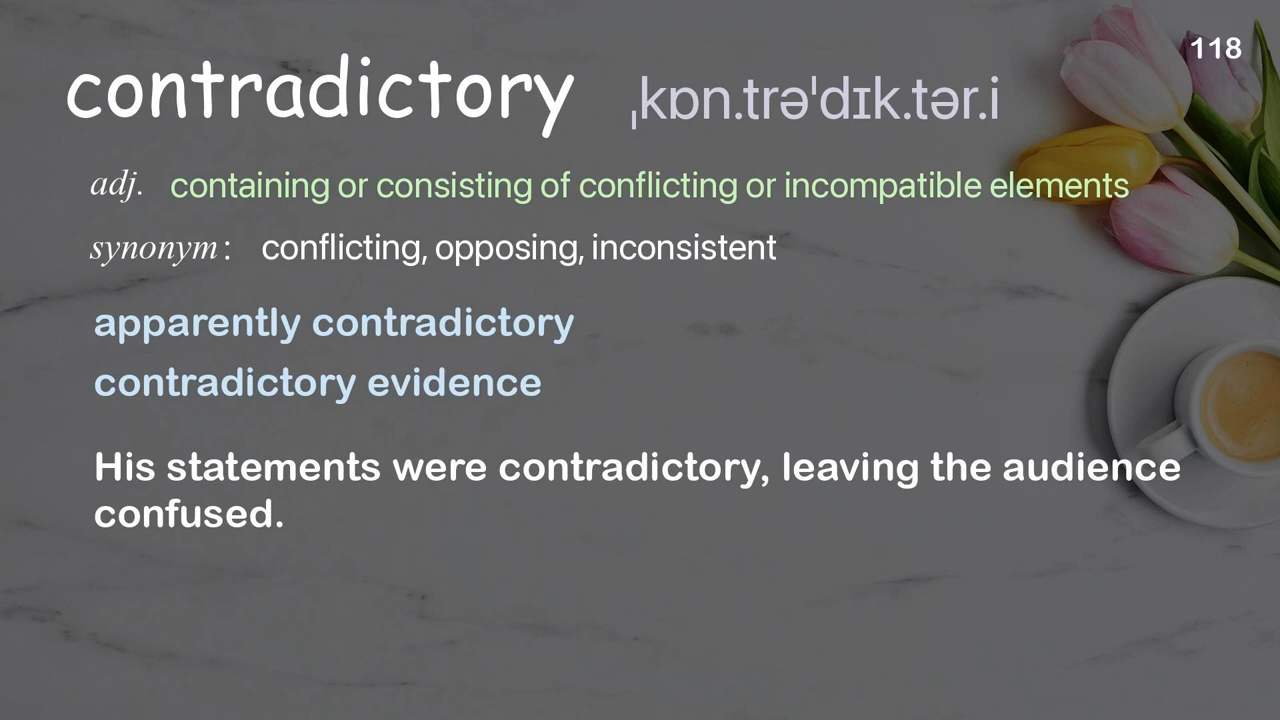 118
contradictory ˌkɒn.trəˈdɪk.tər.i
adj. containing or consisting of conflicting or incompatible elements
synonym: conflicting, opposing, inconsistent
apparently contradictory
contradictory evidence
His statements were contradictory, leaving the audience
confused.